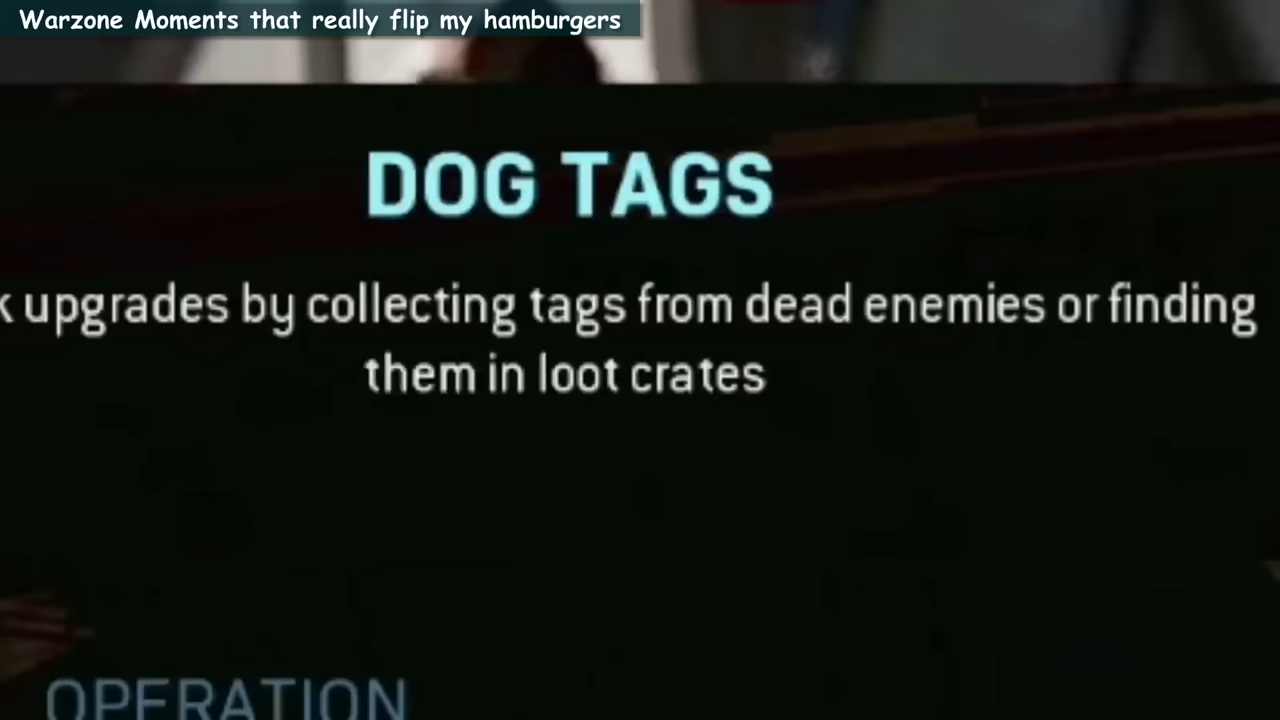 Warzone Moments that really flip my hamburgers
DOG TAGS
k upgrades by collecting tags from dead enemies or finding
them in loot crates
OPERATION